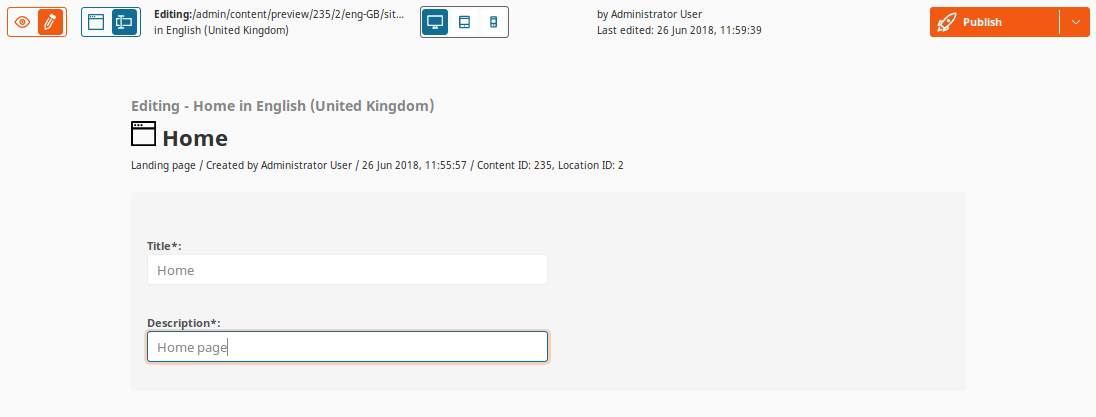 Editing:/admin/content/preview/235/2/eng-GB/sit...
in English (United Kingdom)
by Administrator User
Last edited: 26 Jun 2018, 11:59:39
Publish
Editing - Home in English (United Kingdom)
Home
Landing page / Created by Administrator User / 26 Jun 2018, 11:55:57 / Content ID: 235, Location ID: 2
Title*:
Home
Description*:
Home page